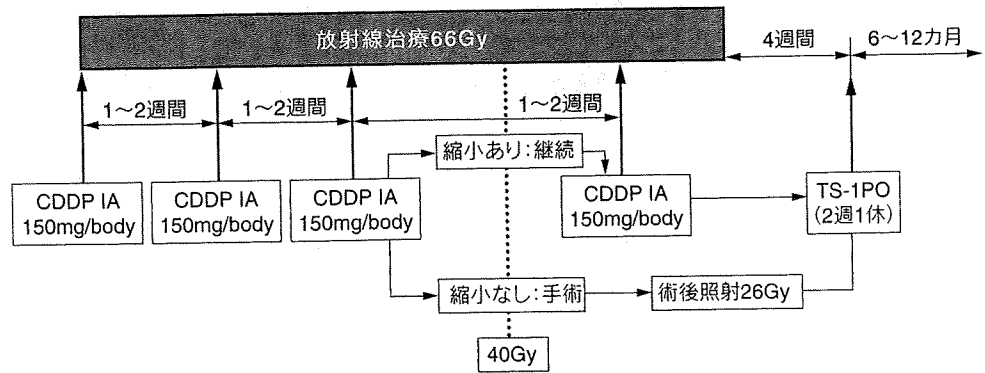 放射線治療66Gy
4週間
6～12カ月
1～2週間
1～2週間
1～2週間
縮小あり：継続
CDDP IA
150mg/body
CDDP IA
150mg/body
CDDP IA
150mg/body
CDDP IA
150mg/body
TS-1PO
(2週1休)
縮小なし：手術
術後照射26Gy
40Gy